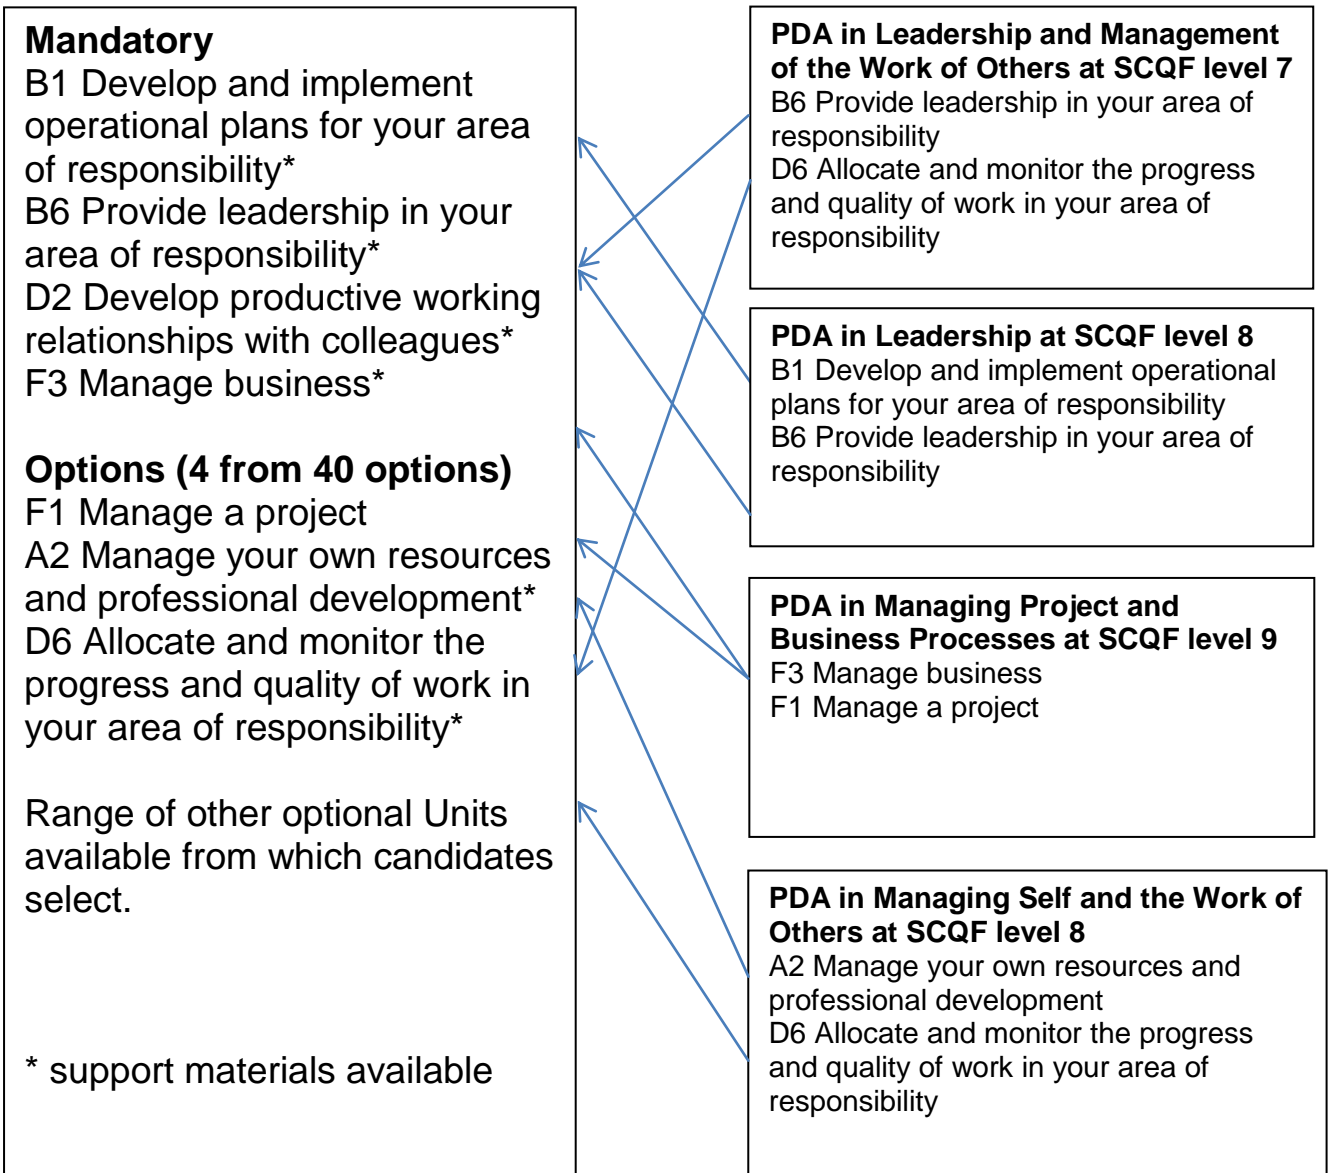 Mandatory
B1 Develop and implement
operational plans for your area
of responsibility*
B6 Provide leadership in your
area of responsibility*
D2 Develop productive working
relationships with colleagues*
F3 Manage business*
Options (4 from 40 options)
F1 Manage a project
A2 Manage your own resources
and professional development*
D6 Allocate and monitor the
progress and quality of work in
your area of responsibility*
Range of other optional Units
available from which candidates
select.
* support materials available
PDA in Leadership and Management
of the Work of Others at SCQF level 7
B6 Provide leadership in your area of
responsibility
D6 Allocate and monitor the progress
and quality of work in your area of
responsibility
PDA in Leadership at SCQF level 8
B1 Develop and implement operational
plans for your area of responsibility
B6 Provide leadership in your area of
responsibility
PDA in Managing Project and
Business Processes at SCQF level 9
F3 Manage business
F1 Manage a project
PDA in Managing Self and the Work of
Others at SCQF level 8
A2 Manage your own resources and
professional development
D6 Allocate and monitor the progress
and quality of work in your area of
responsibility